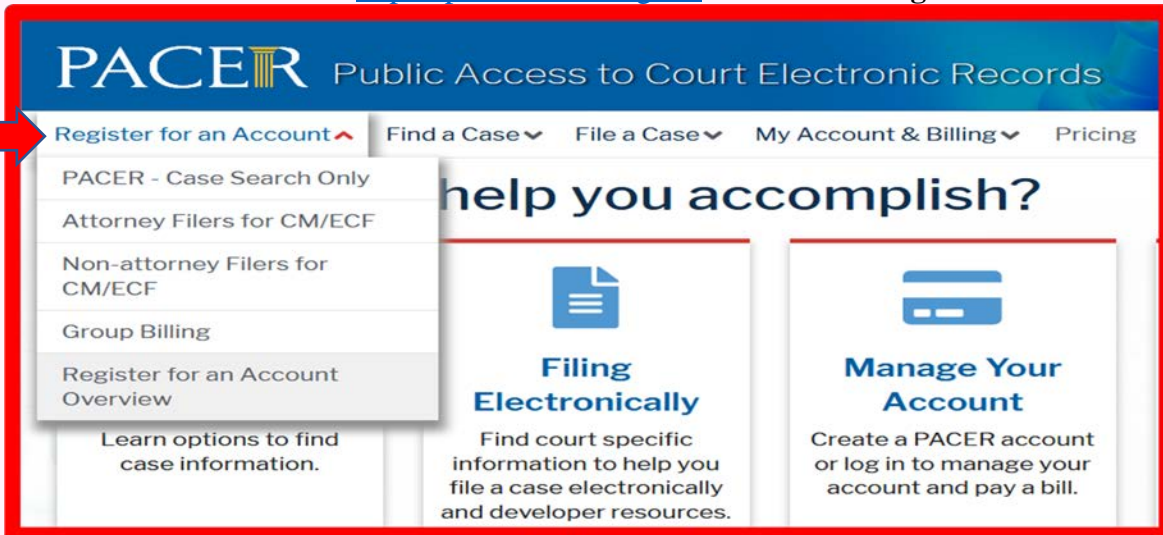 PACER Public Access to Court Electronic Records
Register for an Account Find a Case File a Case My Account & Billing Pricing
PACER - Case Search Only
Attorney Filers for CM/ECF
Non-attorney Filers for
CM/ECF
Group Billing
Register for an Account
Overview
help you accomplish?
Learn options to find
case information.
Filing
Electronically
Find court specific
information to help you
file a case electronically
and developer resources.
Manage Your
Account
Create a PACER account
or log in to manage your
account and pay a bill.